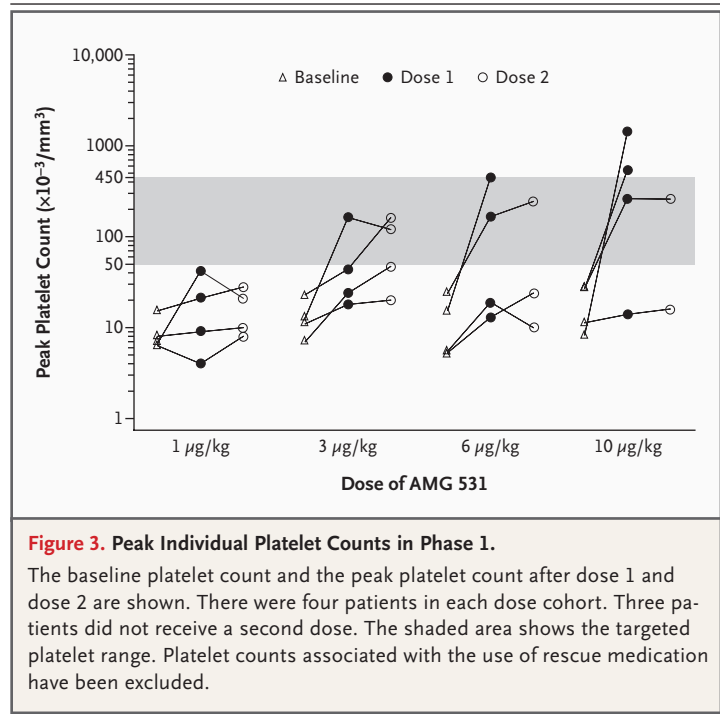 10,000
△ Baseline ● Dose 1 ○ Dose 2
1000
450
100
50
10
1
Peak Platelet Count (×10⁻³/mm³)
1 µg/kg 3 µg/kg 6 µg/kg 10 µg/kg
Dose of AMG 531
Figure 3. Peak Individual Platelet Counts in Phase 1.
The baseline platelet count and the peak platelet count after dose 1 and
dose 2 are shown. There were four patients in each dose cohort. Three pa-
tients did not receive a second dose. The shaded area shows the targeted
platelet range. Platelet counts associated with the use of rescue medication
have been excluded.